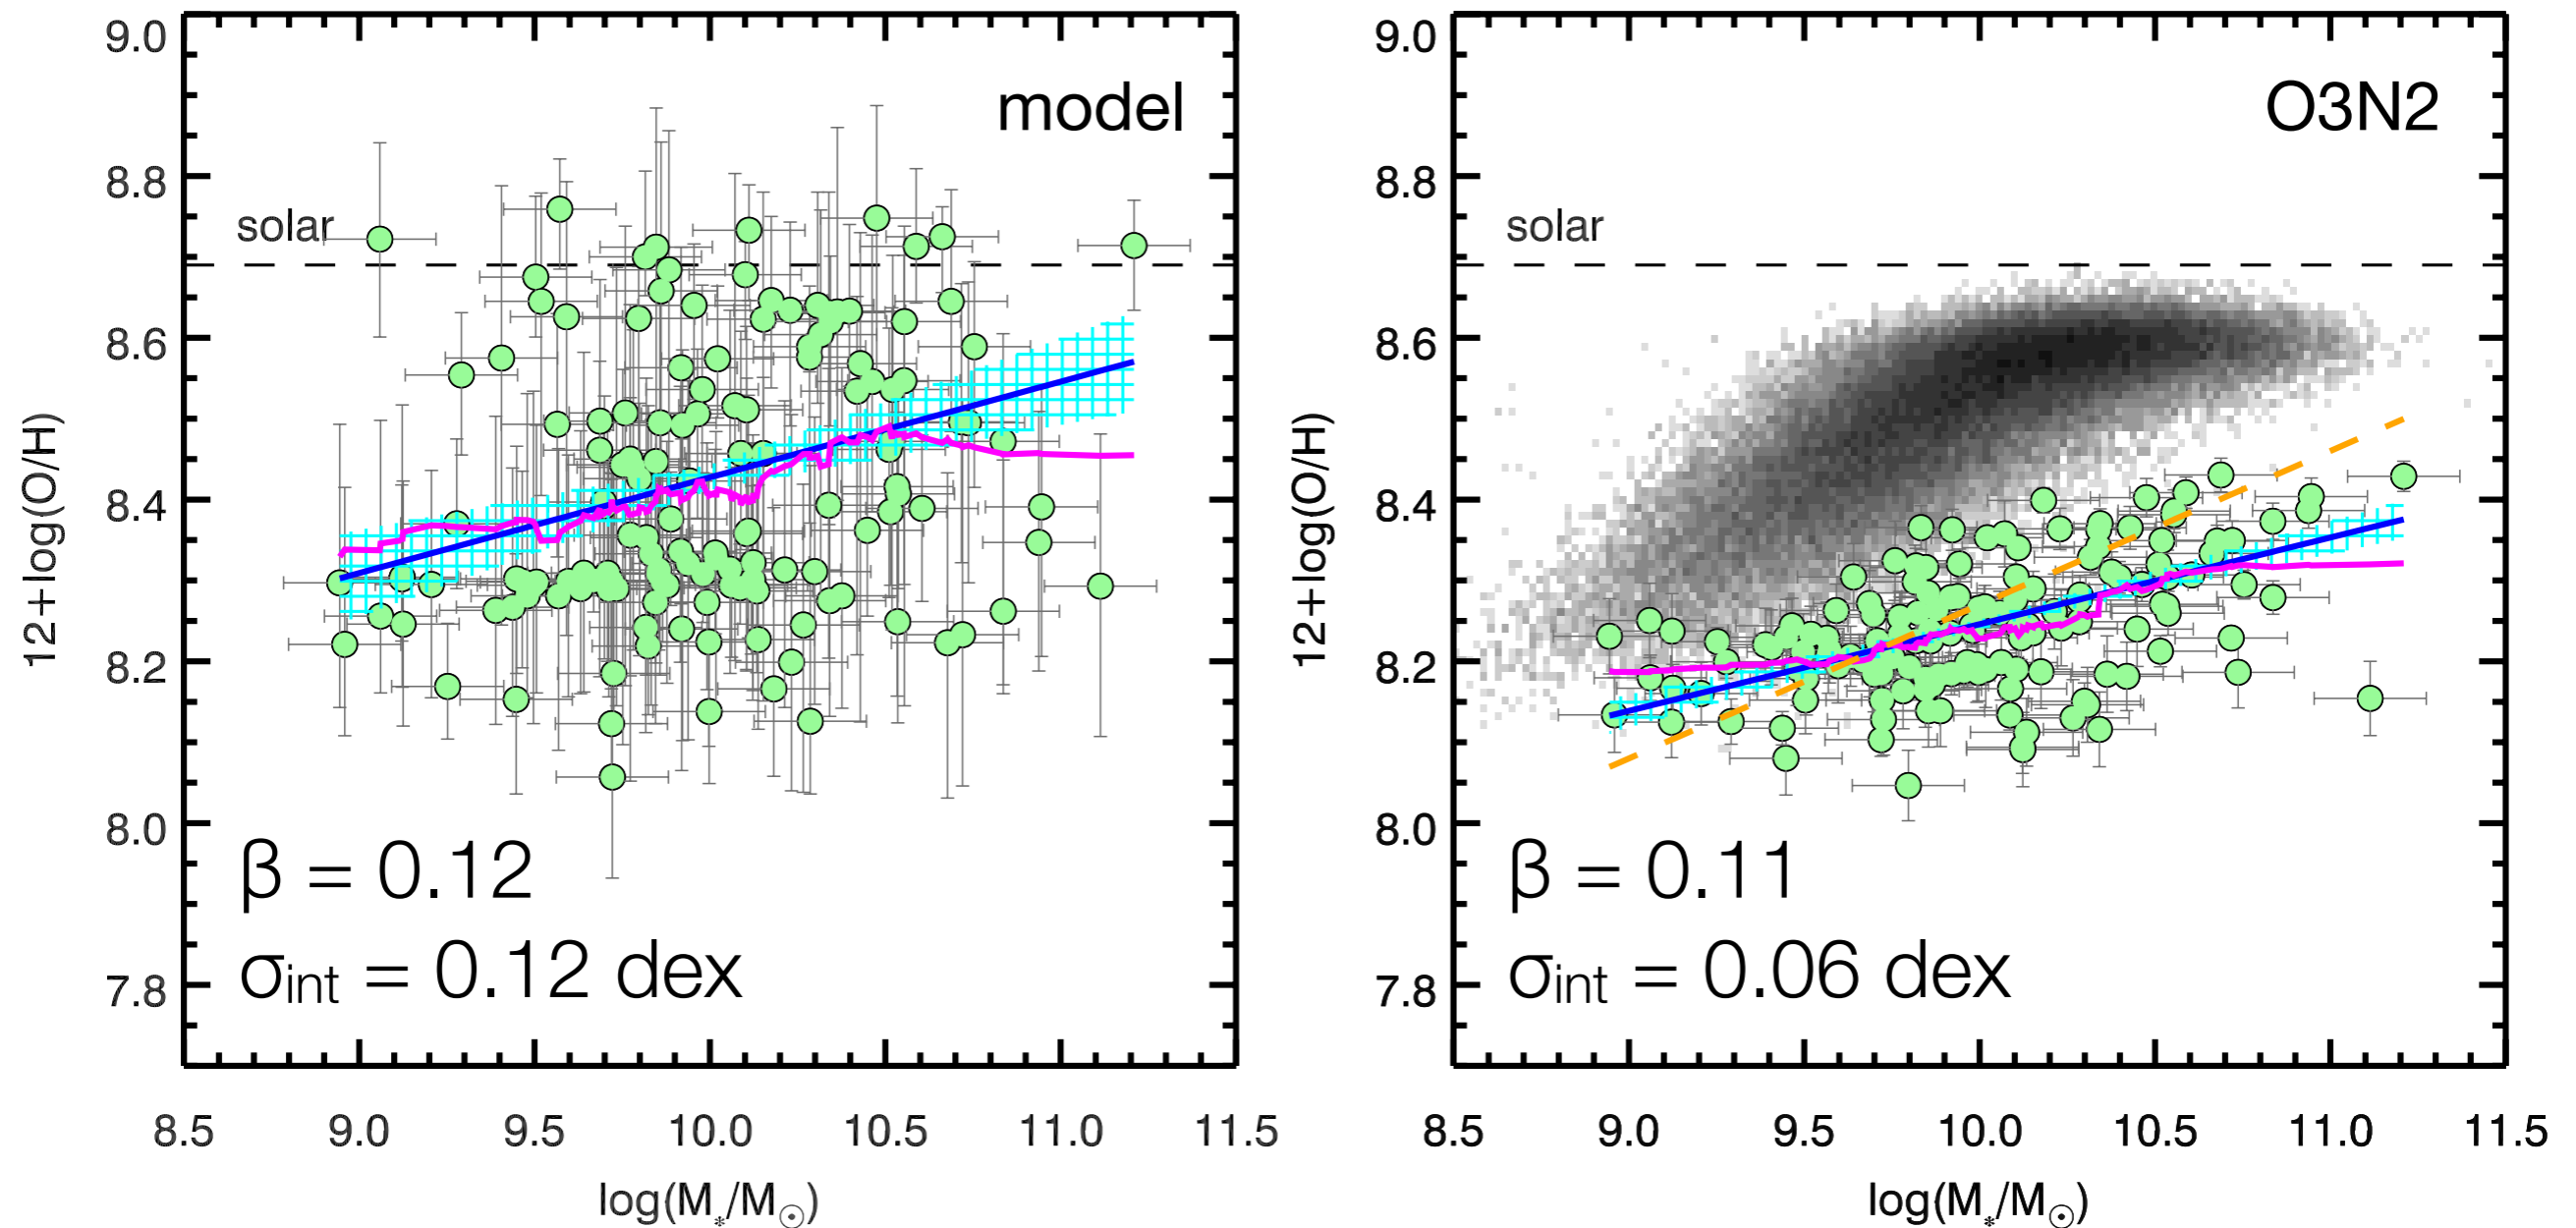 model
solar
β = 0.12
σint = 0.12 dex
9.0
8.8
8.6
8.4
8.2
8.0
7.8
12+log(O/H)
8.5 9.0 9.5 10.0 10.5 11.0 11.5
log(M*/M☉)
O3N2
solar
β = 0.11
σint = 0.06 dex
9.0
8.8
8.6
8.4
8.2
8.0
7.8
12+log(O/H)
8.5 9.0 9.5 10.0 10.5 11.0 11.5
log(M*/M☉)